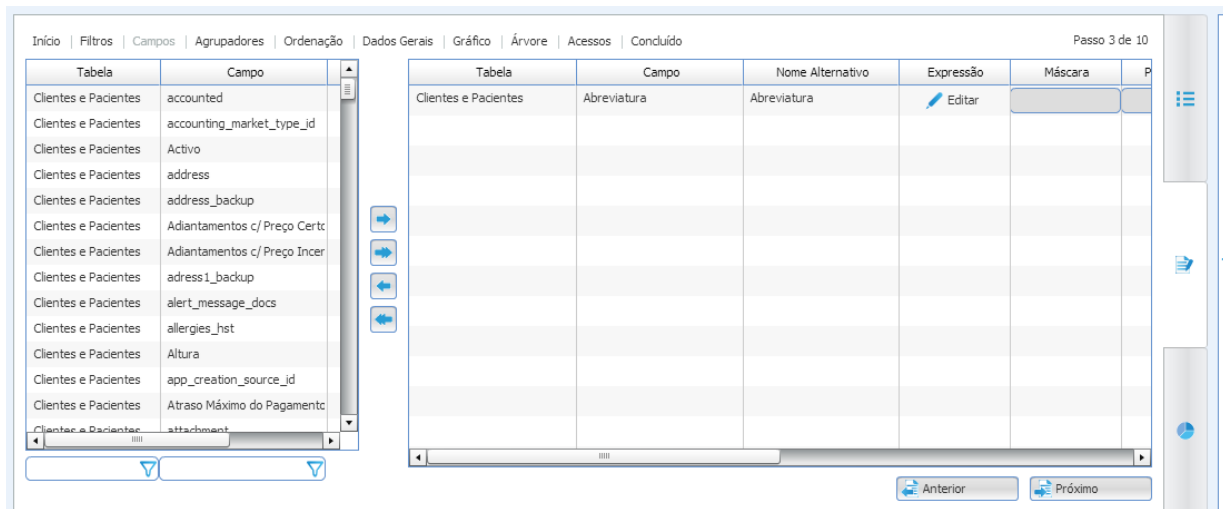 Início | Filtros | Campos | Agrupadores | Ordenação | Dados Gerais | Gráfico | Árvore | Acessos | Concluído
Passo 3 de 10
Tabela Campo
Clientes e Pacientes accounted
Clientes e Pacientes accounting_market_type_id
Clientes e Pacientes Activo
Clientes e Pacientes address
Clientes e Pacientes address_backup
Clientes e Pacientes Adiantamentos c/ Preço Certo
Clientes e Pacientes Adiantamentos c/ Preço Incer
Clientes e Pacientes adress1_backup
Clientes e Pacientes alert_message_docs
Clientes e Pacientes allergies_hst
Clientes e Pacientes Altura
Clientes e Pacientes app_creation_source_id
Clientes e Pacientes Atraso Máximo do Pagamento
Clientes e Pacientes attachment
Tabela Campo Nome Alternativo Expressão Máscara P
Clientes e Pacientes Abreviatura Abreviatura Editar
Anterior Próximo